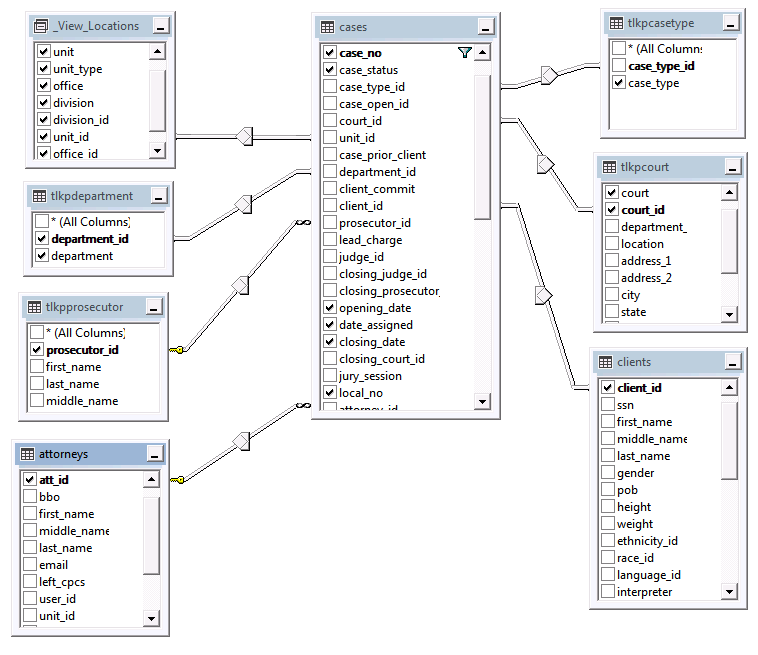 _View_Locations
unit
unit_type
office
division
division_id
unit_id
office_id
tlkpdepartment
* (All Columns)
department_id
department
tlkpprosecutor
* (All Columns)
prosecutor_id
first_name
last_name
middle_name
attorneys
att_id
bbo
first_name
middle_name
last_name
email
left_cpcs
user_id
unit_id
cases
case_no
case_status
case_type_id
case_open_id
court_id
unit_id
case_prior_client
department_id
client_commit
client_id
prosecutor_id
lead_charge
judge_id
closing_judge_id
closing_prosecutor_
opening_date
date_assigned
closing_date
closing_court_id
jury_session
local_no
attorney_id
tlkpcasetype
* (All Columns
case_type_id
case_type
tlkpcourt
court
court_id
department_
location
address_1
address_2
city
state
clients
client_id
ssn
first_name
middle_name
last_name
gender
pob
height
weight
ethnicity_id
race_id
language_id
interpreter